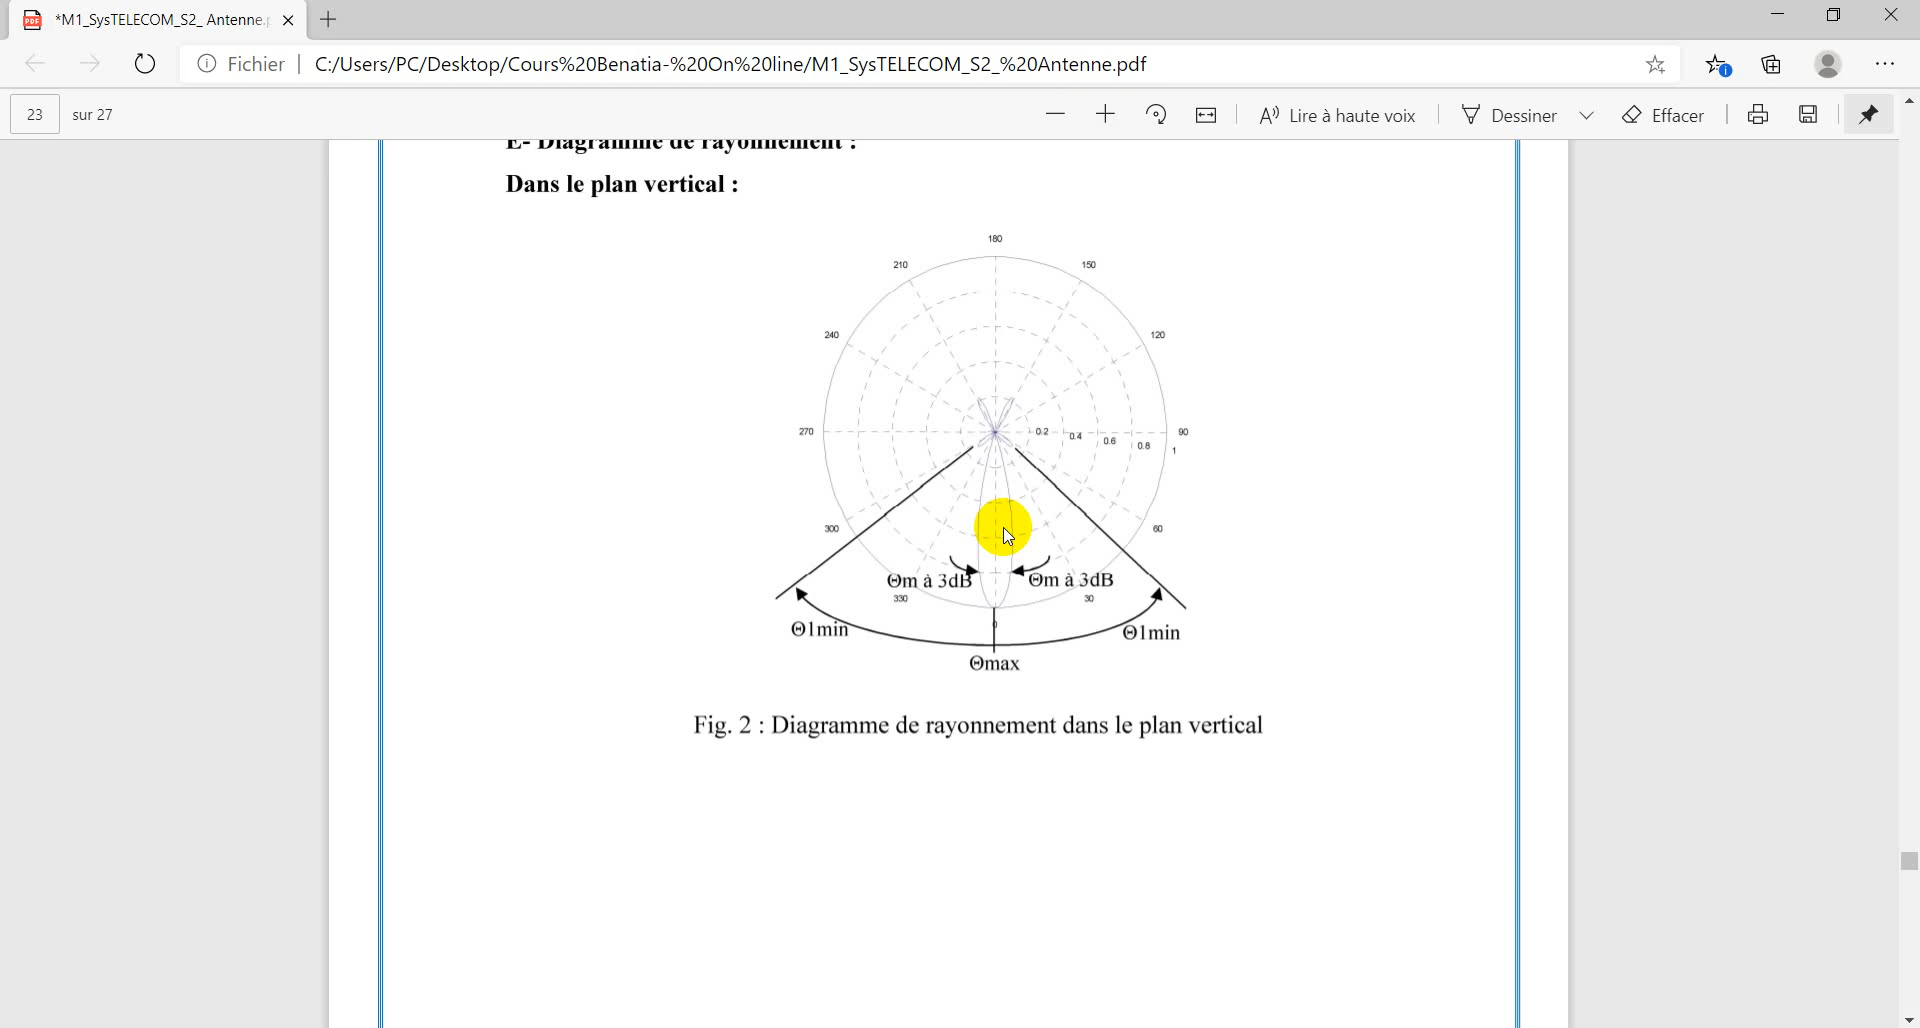 *M1_SysTELECOM_S2_ Antenne.p
Fichier | C:/Users/PC/Desktop/Cours%20Benatia-%20On%20line/M1_SysTELECOM_S2_%20Antenne.pdf
23 sur 27 Lire à haute voix Dessiner Effacer
E- Diagramme de rayonnement :
Dans le plan vertical :
180
210 150
240 120
270 0.2 0.4 0.6 0.8 1 90
300 60
Θm à 3dB Θm à 3dB
330 30
0
Θ1min Θ1min
Θmax
Fig. 2 : Diagramme de rayonnement dans le plan vertical